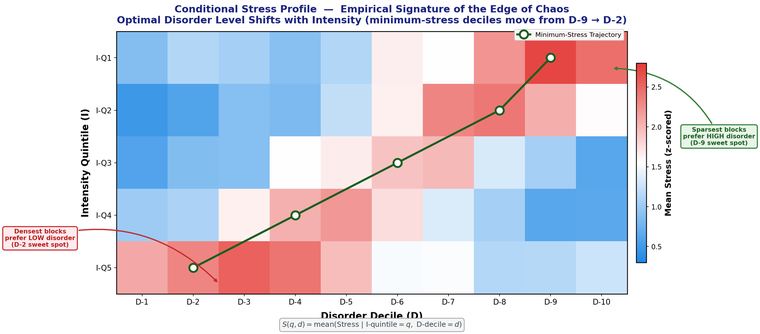 Conditional Stress Profile — Empirical Signature of the Edge of Chaos
Optimal Disorder Level Shifts with Intensity (minimum-stress deciles move from D-9 → D-2)
Minimum-Stress Trajectory
Intensity Quintile (I)
I-Q1
I-Q2
I-Q3
I-Q4
I-Q5
D-1 D-2 D-3 D-4 D-5 D-6 D-7 D-8 D-9 D-10
Disorder Decile (D)
S(q, d) = mean(Stress | I-quintile = q, D-decile = d)
Densest blocks
prefer LOW disorder
(D-2 sweet spot)
Sparsest blocks
prefer HIGH disorder
(D-9 sweet spot)
2.5
2.0
1.5
1.0
0.5
Mean Stress (z-scored)